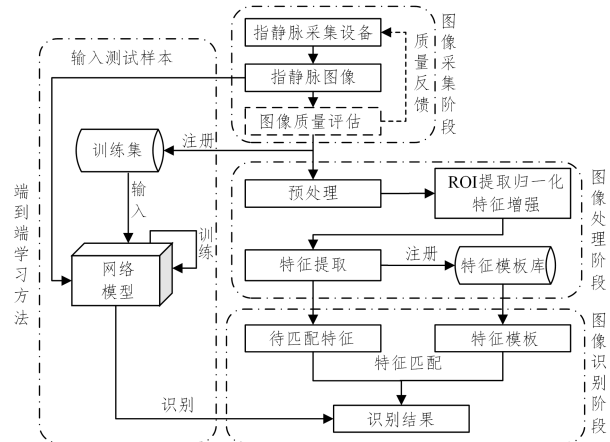 指静脉采集设备
指静脉图像
图像质量评估
质量反馈
图像采集阶段
输入测试样本
训练集
注册
输入
训练
网络
模型
端到端学习方法
预处理
ROI提取归一化
特征增强
特征提取
注册
特征模板库
图像处理阶段
待匹配特征
特征模板
特征匹配
识别
识别结果
图像识别阶段